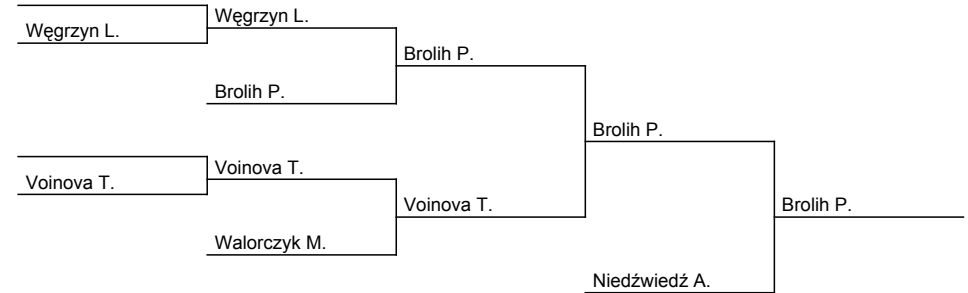 Węgrzyn L.
Węgrzyn L.
Brolih P.
Brolih P.
Brolih P.
Voinova T.
Voinova T.
Voinova T.
Brolih P.
Walorczyk M.
Niedźwiedź A.